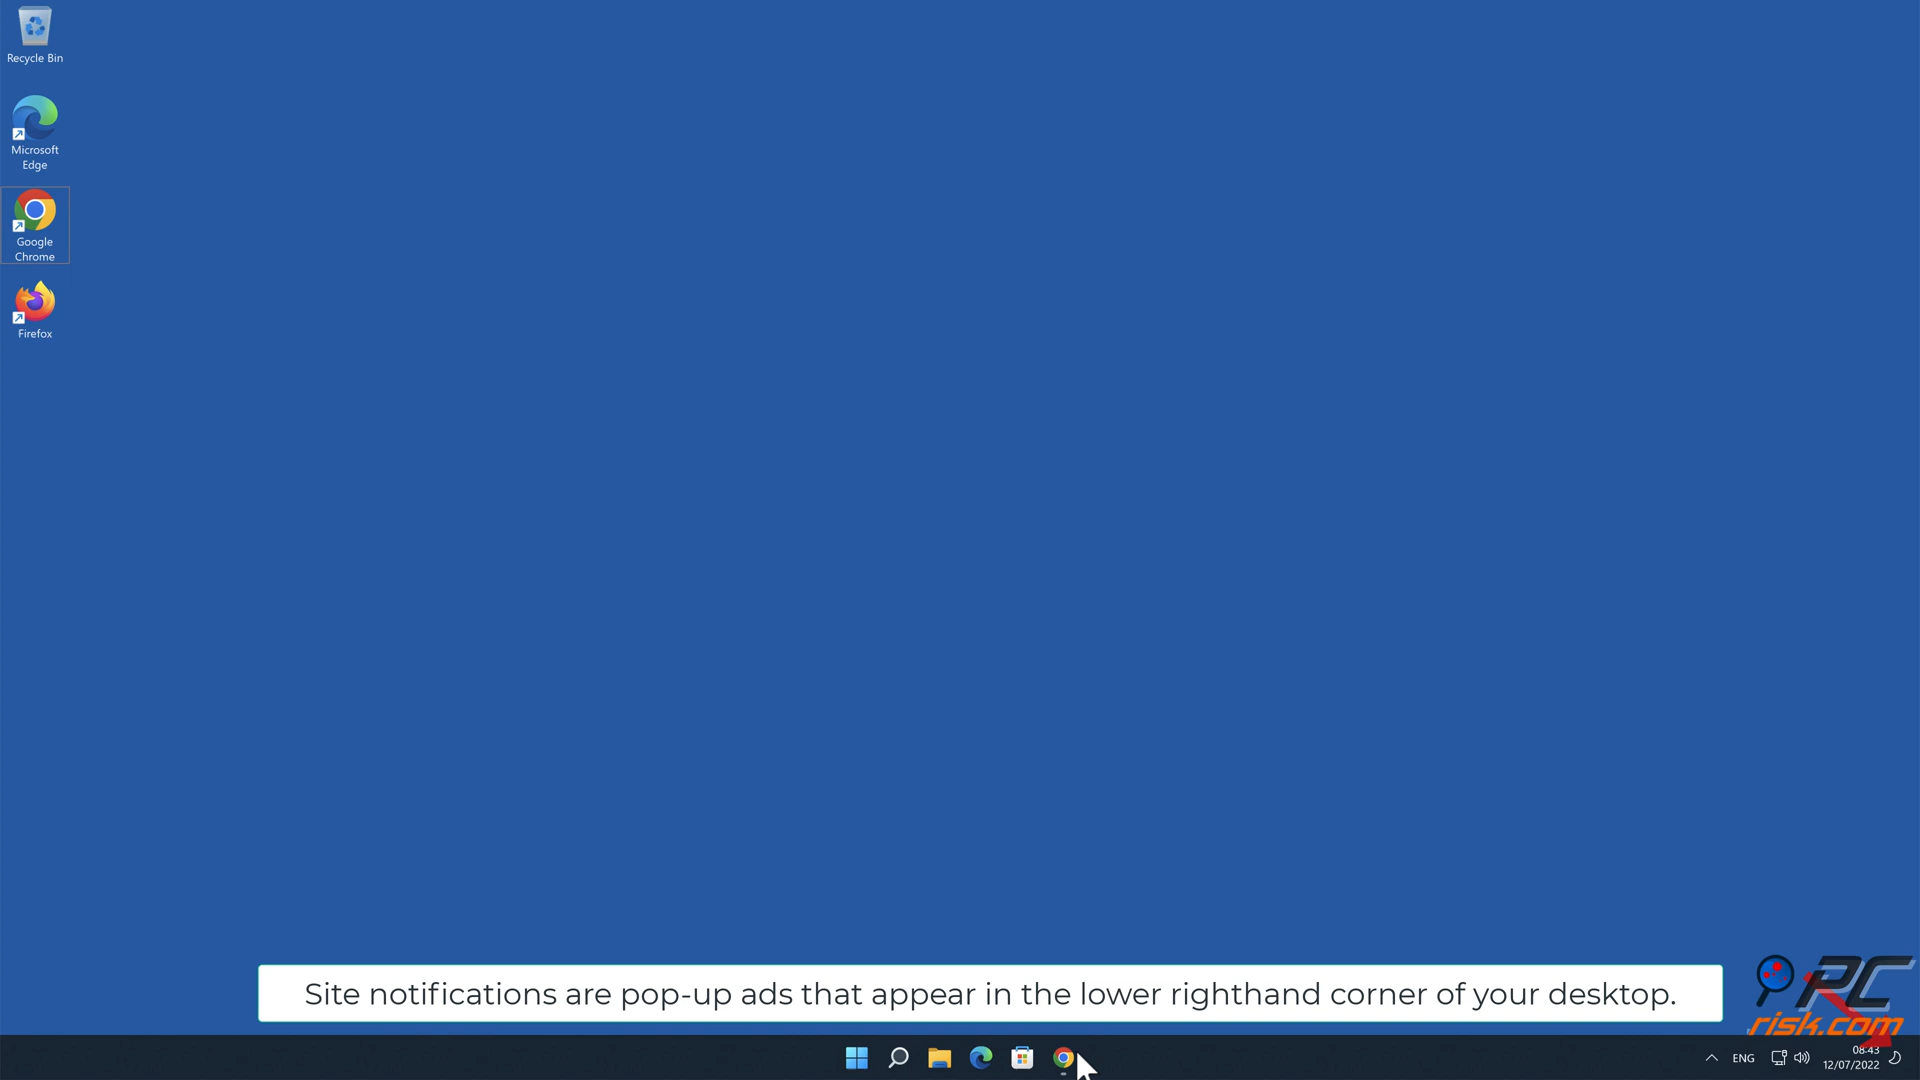 Recycle Bin
Microsoft
Edge
Google
Chrome
Firefox
Site notifications are pop-up ads that appear in the lower righthand corner of your desktop.
PC
risk.com
ENG
08:43
12/07/2022